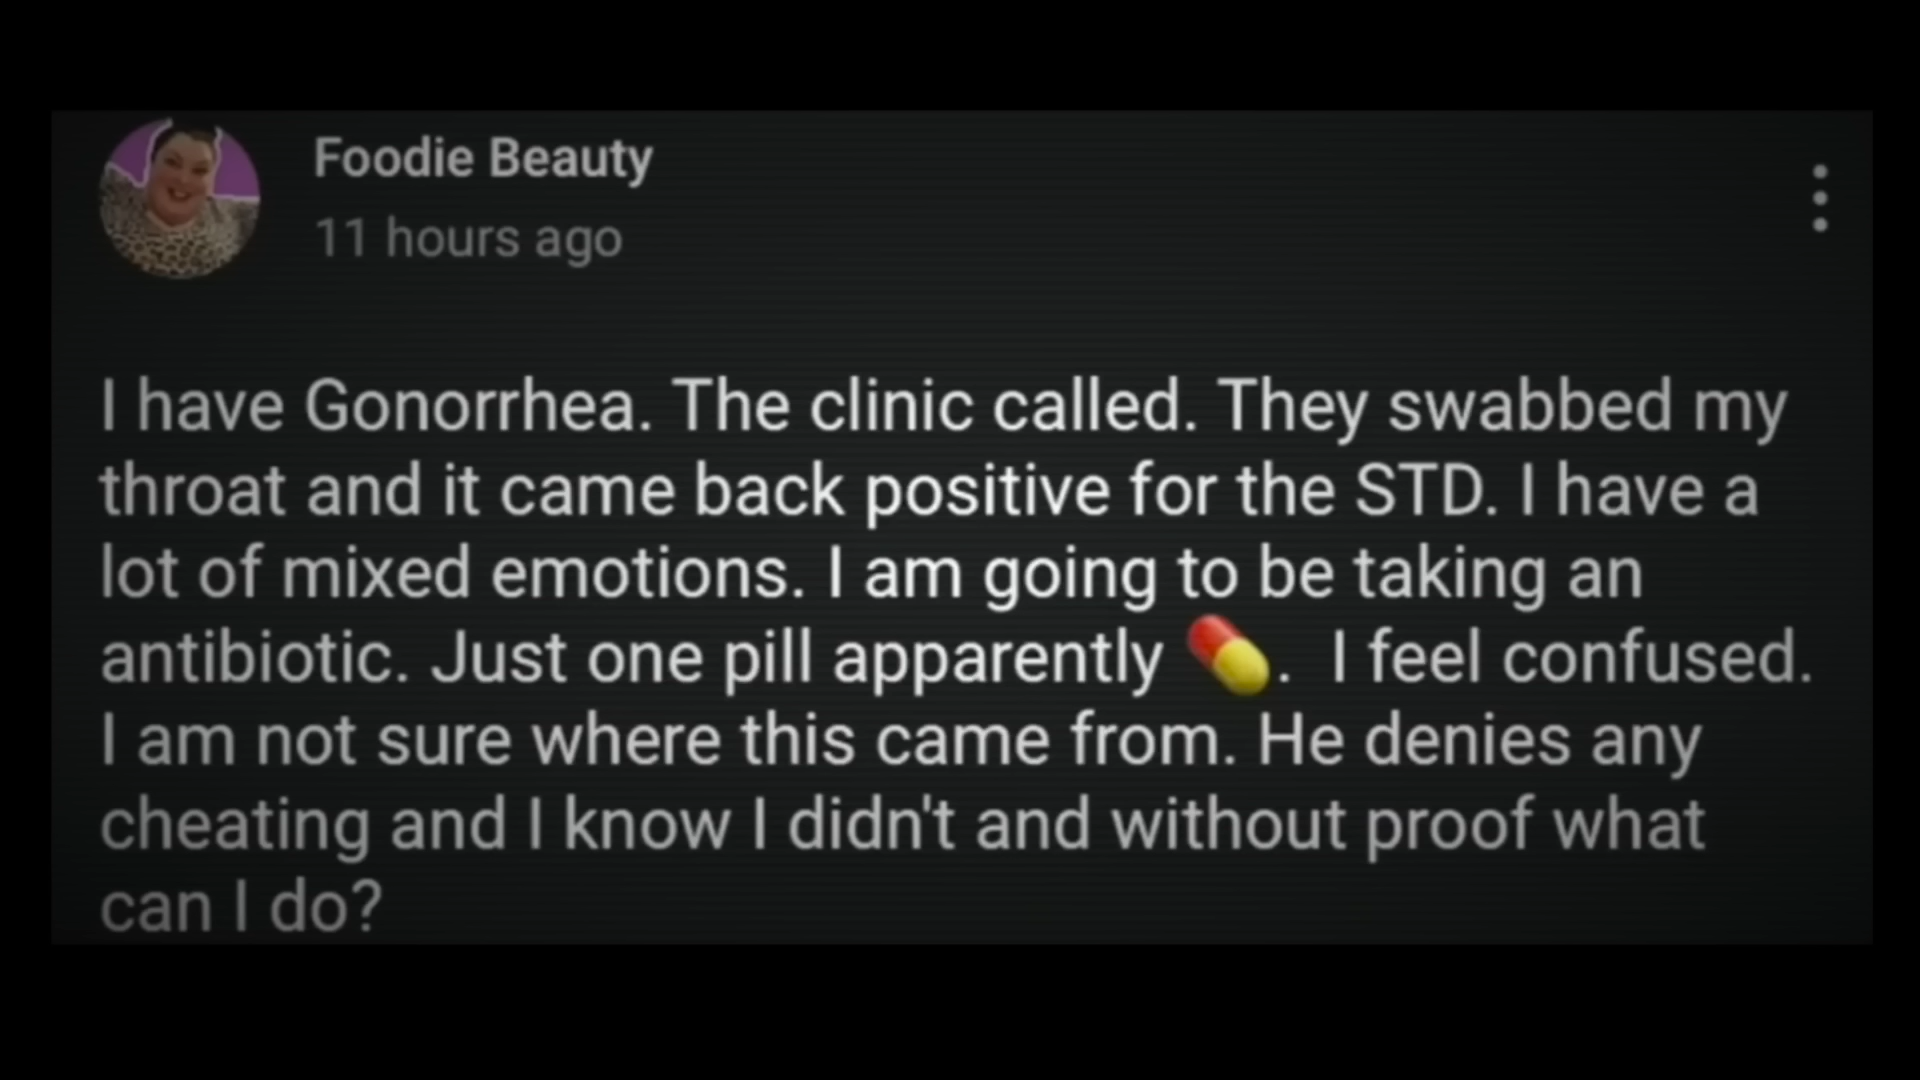 Foodie Beauty
11 hours ago
I have Gonorrhea. The clinic called. They swabbed my
throat and it came back positive for the STD. I have a
lot of mixed emotions. I am going to be taking an
antibiotic. Just one pill apparently 💊. I feel confused.
I am not sure where this came from. He denies any
cheating and I know I didn't and without proof what
can I do?